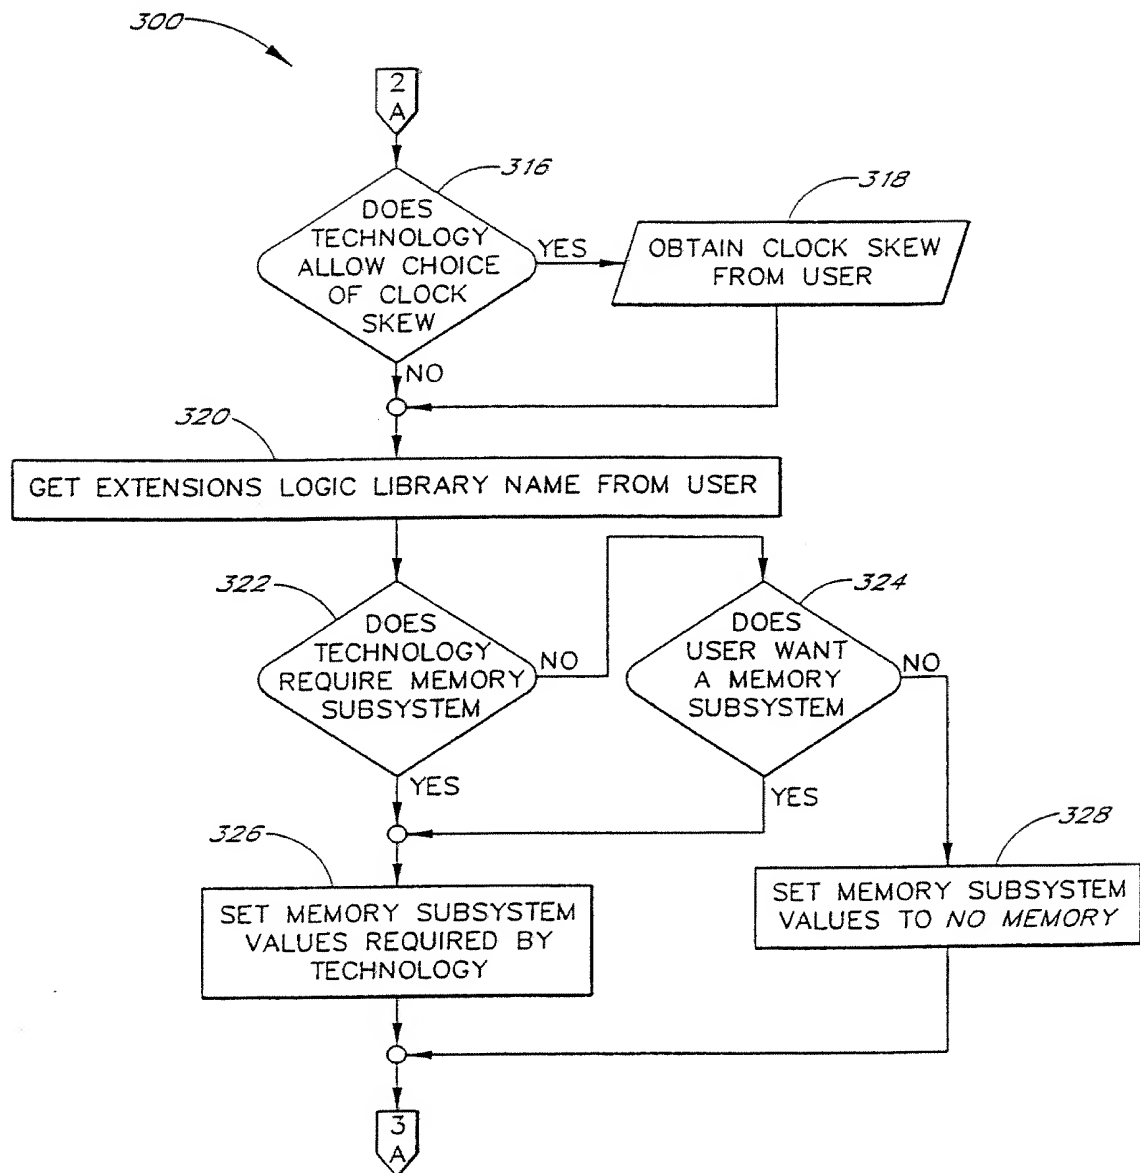 300
2
A
316
DOES
TECHNOLOGY
ALLOW CHOICE
OF CLOCK
SKEW
YES
318
OBTAIN CLOCK SKEW
FROM USER
NO
320
GET EXTENSIONS LOGIC LIBRARY NAME FROM USER
322
DOES
TECHNOLOGY
REQUIRE MEMORY
SUBSYSTEM
NO
324
DOES
USER WANT
A MEMORY
SUBSYSTEM
NO
YES
YES
326
SET MEMORY SUBSYSTEM
VALUES REQUIRED BY
TECHNOLOGY
328
SET MEMORY SUBSYSTEM
VALUES TO NO MEMORY
3
A